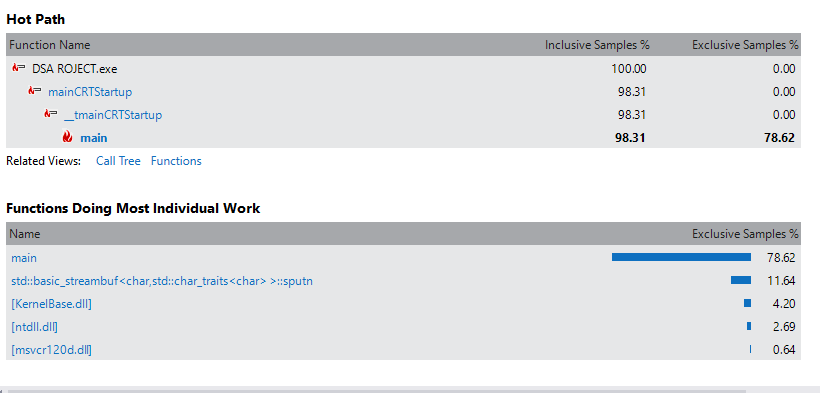 Hot Path
Function Name Inclusive Samples % Exclusive Samples %
DSA ROJECT.exe 100.00 0.00
mainCRTStartup 98.31 0.00
__tmainCRTStartup 98.31 0.00
main 98.31 78.62
Related Views: Call Tree Functions
Functions Doing Most Individual Work
Name Exclusive Samples %
main 78.62
std::basic_streambuf<char,std::char_traits<char> >::sputn 11.64
[KernelBase.dll] 4.20
[ntdll.dll] 2.69
[msvcr120d.dll] 0.64